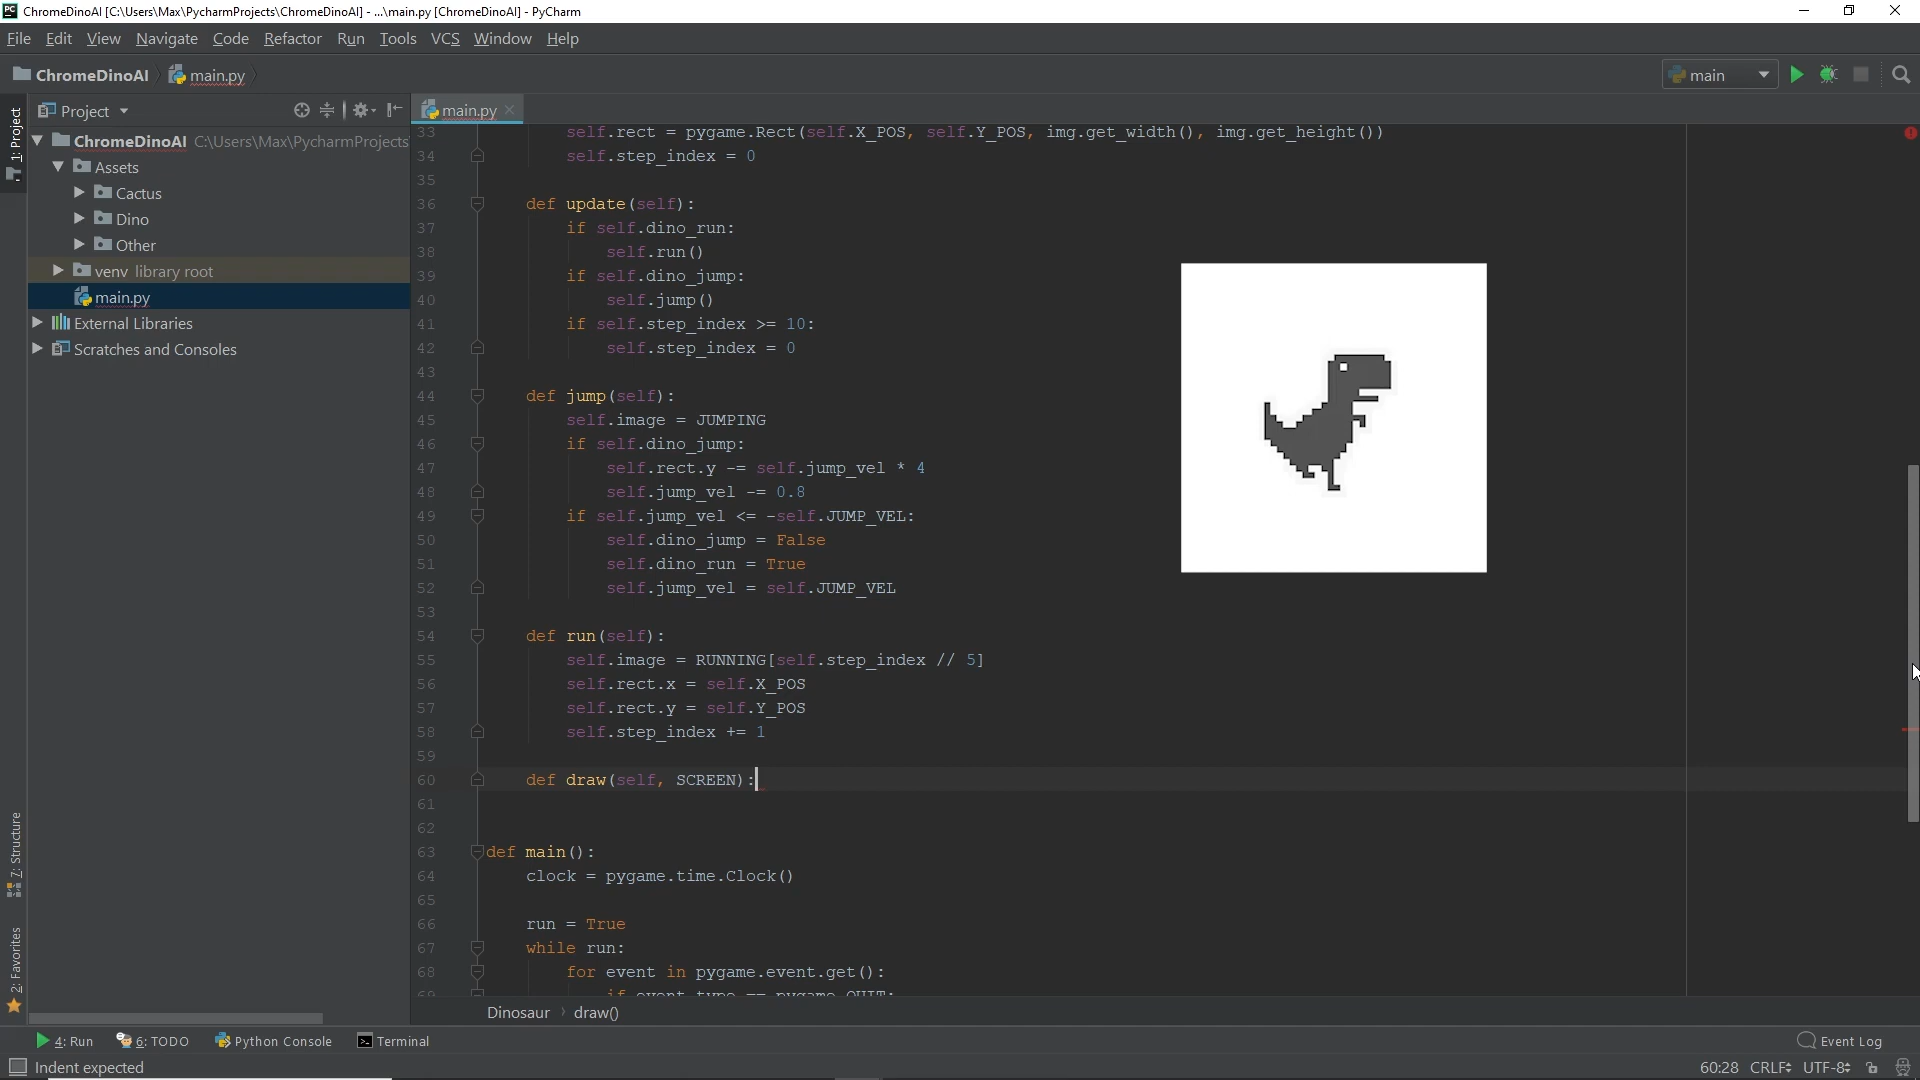 ChromeDinoAI [C:\Users\Max\PycharmProjects\ChromeDinoAI] - ...\main.py [ChromeDinoAI] - PyCharm
File Edit View Navigate Code Refactor Run Tools VCS Window Help
ChromeDinoAI main.py main
1: Project
Project
ChromeDinoAI C:\Users\Max\PycharmProjects
Assets
Cactus
Dino
Other
venv library root
main.py
External Libraries
Scratches and Consoles
7: Structure
2: Favorites
main.py
33 self.rect = pygame.Rect(self.X_POS, self.Y_POS, img.get_width(), img.get_height())
34 self.step_index = 0
35
36 def update(self):
37 if self.dino_run:
38 self.run()
39 if self.dino_jump:
40 self.jump()
41 if self.step_index >= 10:
42 self.step_index = 0
43
44 def jump(self):
45 self.image = JUMPING
46 if self.dino_jump:
47 self.rect.y -= self.jump_vel * 4
48 self.jump_vel -= 0.8
49 if self.jump_vel <= -self.JUMP_VEL:
50 self.dino_jump = False
51 self.dino_run = True
52 self.jump_vel = self.JUMP_VEL
53
54 def run(self):
55 self.image = RUNNING[self.step_index // 5]
56 self.rect.x = self.X_POS
57 self.rect.y = self.Y_POS
58 self.step_index += 1
59
60 def draw(self, SCREEN):
61
62
63 def main():
64 clock = pygame.time.Clock()
65
66 run = True
67 while run:
68 for event in pygame.event.get():
69 if event.type == pygame.QUIT:
Dinosaur draw()
4: Run 6: TODO Python Console Terminal Event Log
Indent expected 60:28 CRLF UTF-8